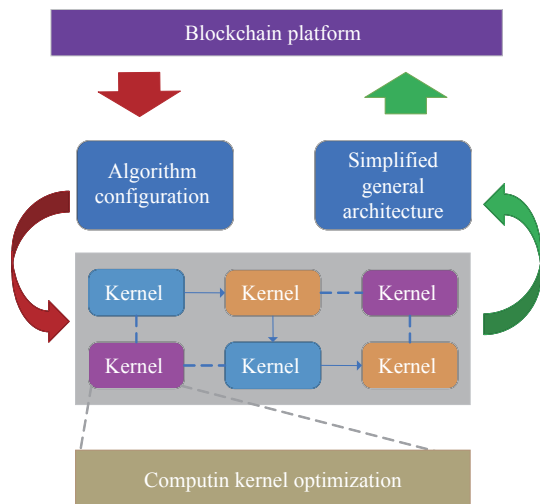 Blockchain platform
Algorithm
configuration
Simplified
general
architecture
Kernel
Kernel
Kernel
Kernel
Kernel
Kernel
Computin kernel optimization